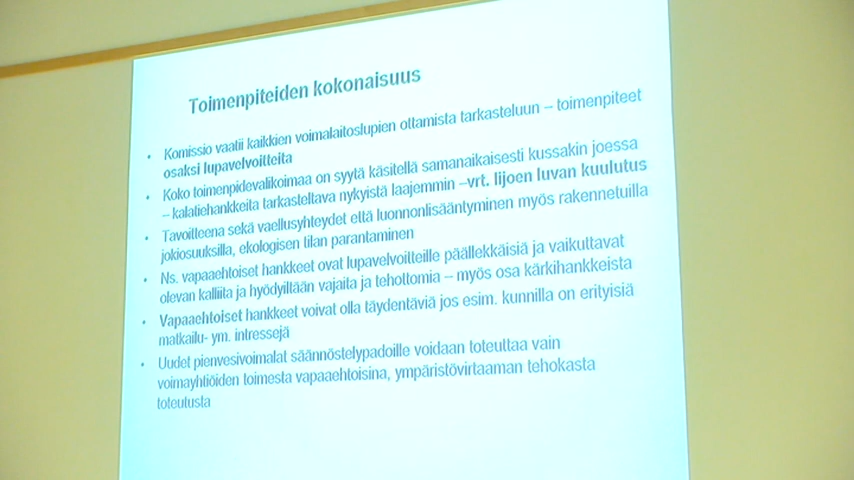 Toimenpiteiden kokonaisuus
• Komissio vaatii kaikkien voimalaitoslupien ottamista tarkasteluun – toimenpiteet
osaksi lupavelvoitteita
• Koko toimenpidevalikoimaa on syytä käsitellä samanaikaisesti kussakin joessa
– kalatiehankkeita tarkasteltava nykyistä laajemmin –vrt. Iijoen luvan kuulutus
• Tavoitteena sekä vaellusyhteydet että luonnonlisääntyminen myös rakennetuilla
jokiosuuksilla, ekologisen tilan parantaminen
• Ns. vapaaehtoiset hankkeet ovat lupavelvoitteille päällekkäisiä ja vaikuttavat
olevan kalliita ja hyödyiltään vajaita ja tehottomia – myös osa kärkihankkeista
• Vapaaehtoiset hankkeet voivat olla täydentäviä jos esim. kunnilla on erityisiä
matkailu- ym. intressejä
• Uudet pienvesivoimalat säännöstelypadoille voidaan toteuttaa vain
voimayhtiöiden toimesta vapaaehtoisina, ympäristövirtaaman tehokasta
toteutusta